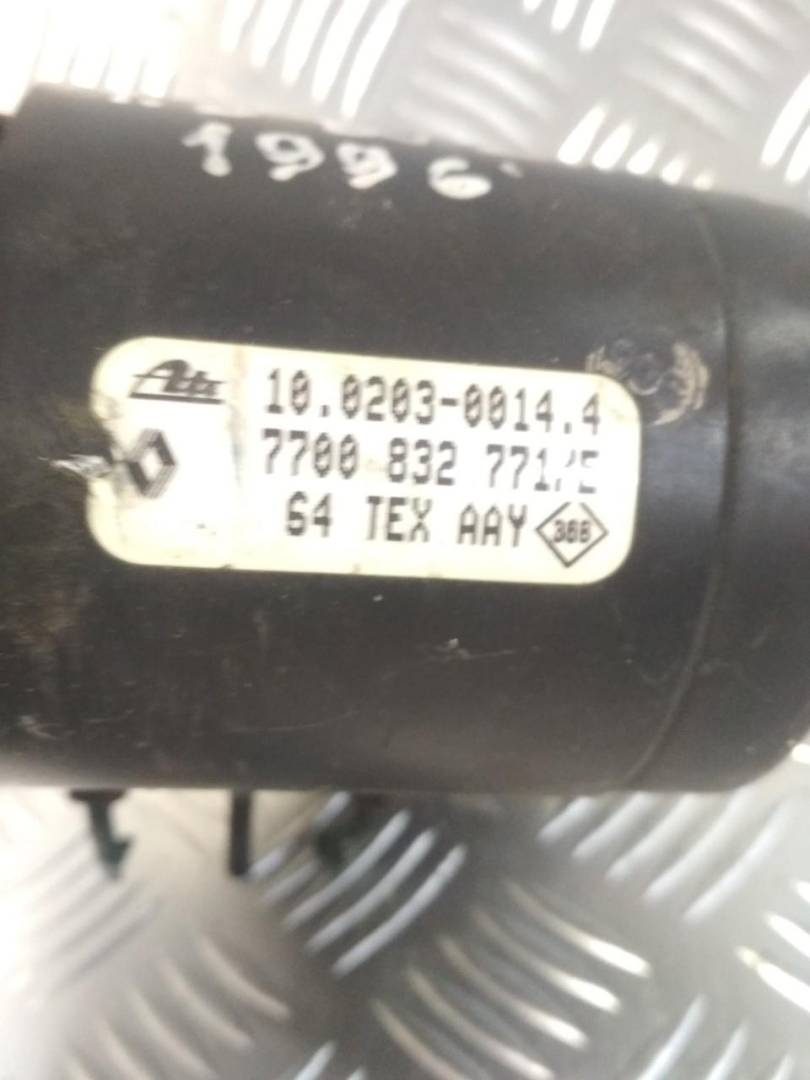 1996
Ate
10.0203-0014.4
7700 832 771/E
64 TEX AAY 388